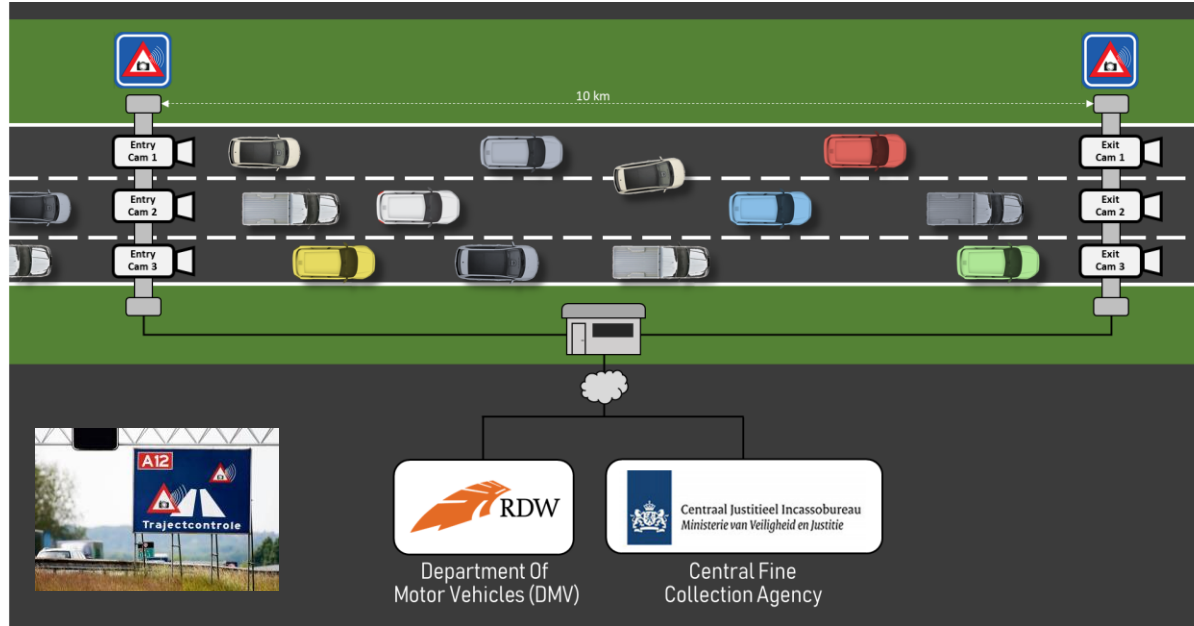 10 km
Entry
Cam 1
Exit
Cam 1
Entry
Cam 2
Exit
Cam 2
Entry
Cam 3
Exit
Cam 3
A12
Trajectcontrole
RDW
Centraal Justitieel Incassobureau
Ministerie van Veiligheid en Justitie
Department Of
Motor Vehicles (DMV)
Central Fine
Collection Agency